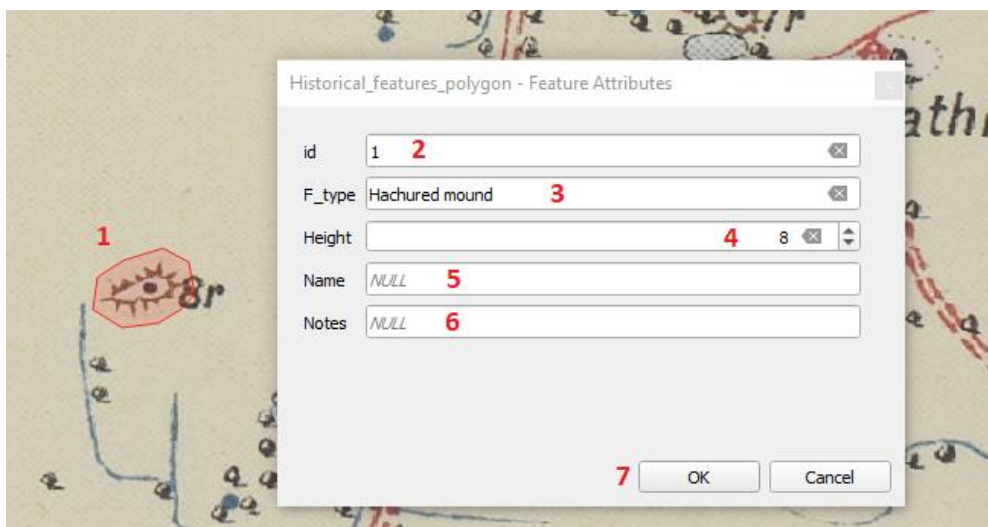 Historical_features_polygon - Feature Attributes
id 1 2
F_type Hachured mound 3
1
Height 4 8
8r
Name NULL 5
Notes NULL 6
7 OK Cancel